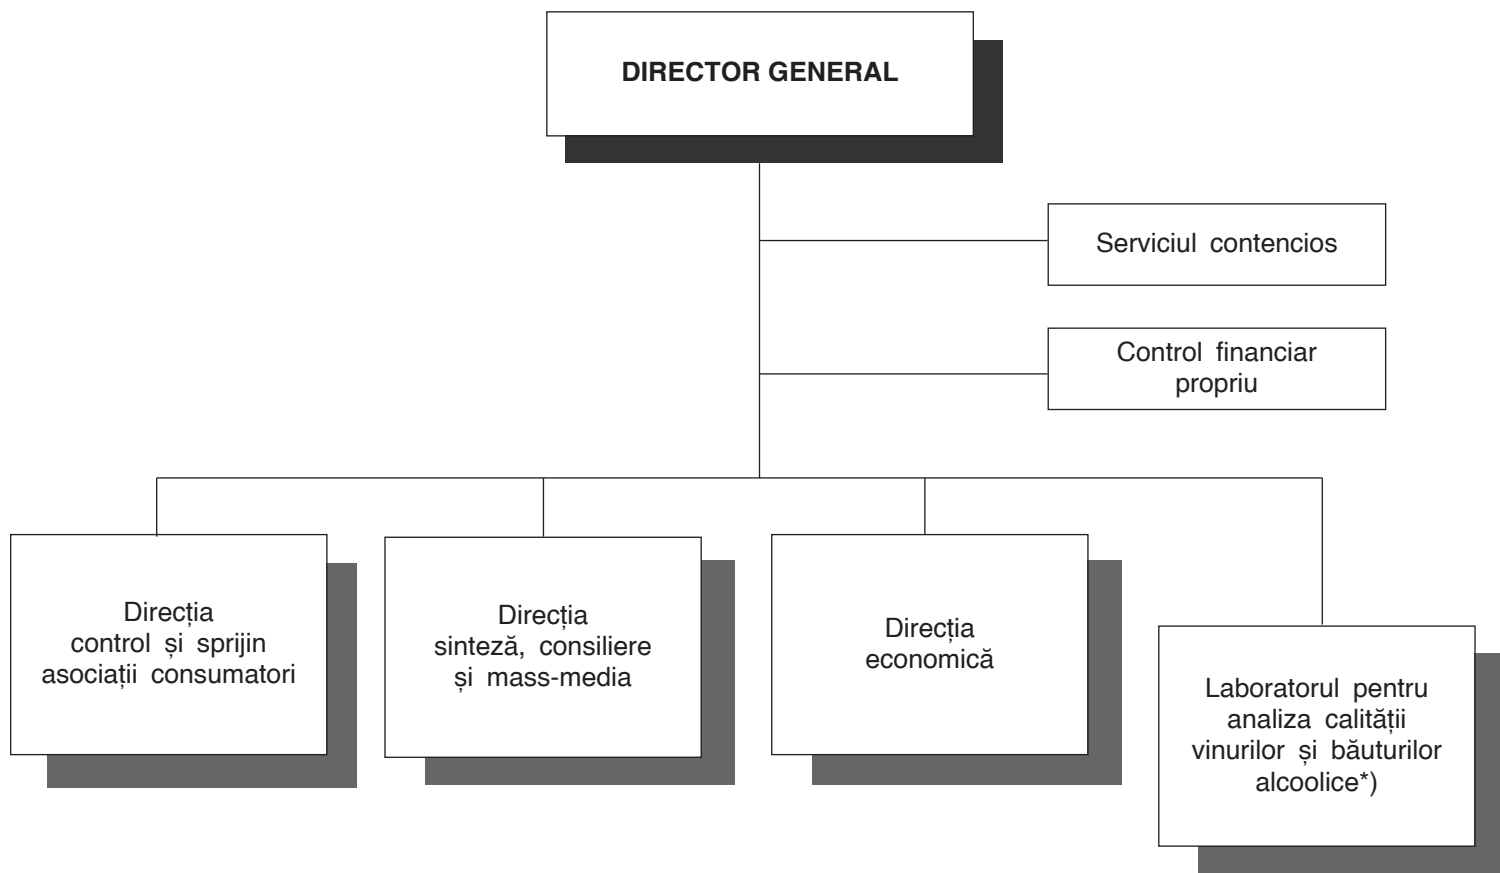 DIRECTOR GENERAL
Serviciul contencios
Control financiar
propriu
Direcția
control și sprijin
asociații consumatori
Direcția
sinteză, consiliere
și mass-media
Direcția
economică
Laboratorul pentru
analiza calității
vinurilor și băuturilor
alcoolice*)